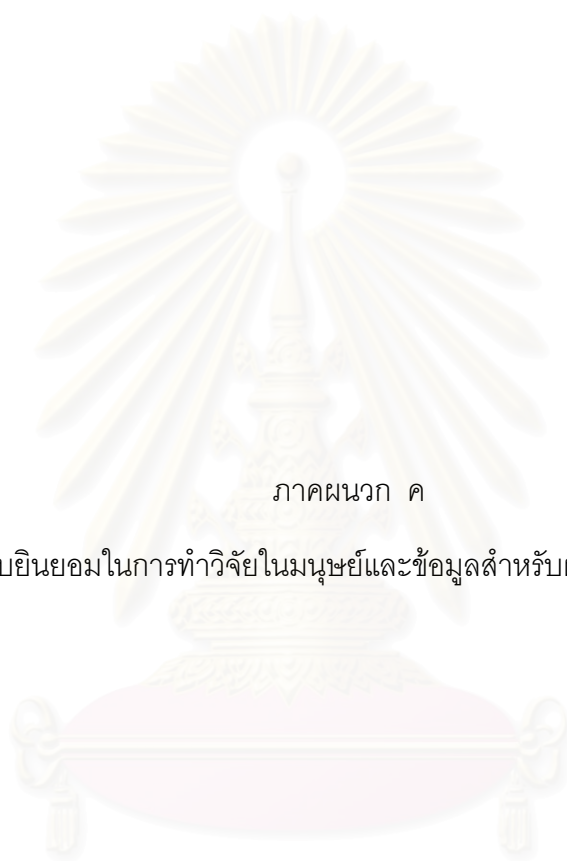 ภาคผนวก ค
ยินยอมในการทำวิจัยในมนุษย์และข้อมูลสำหรับ